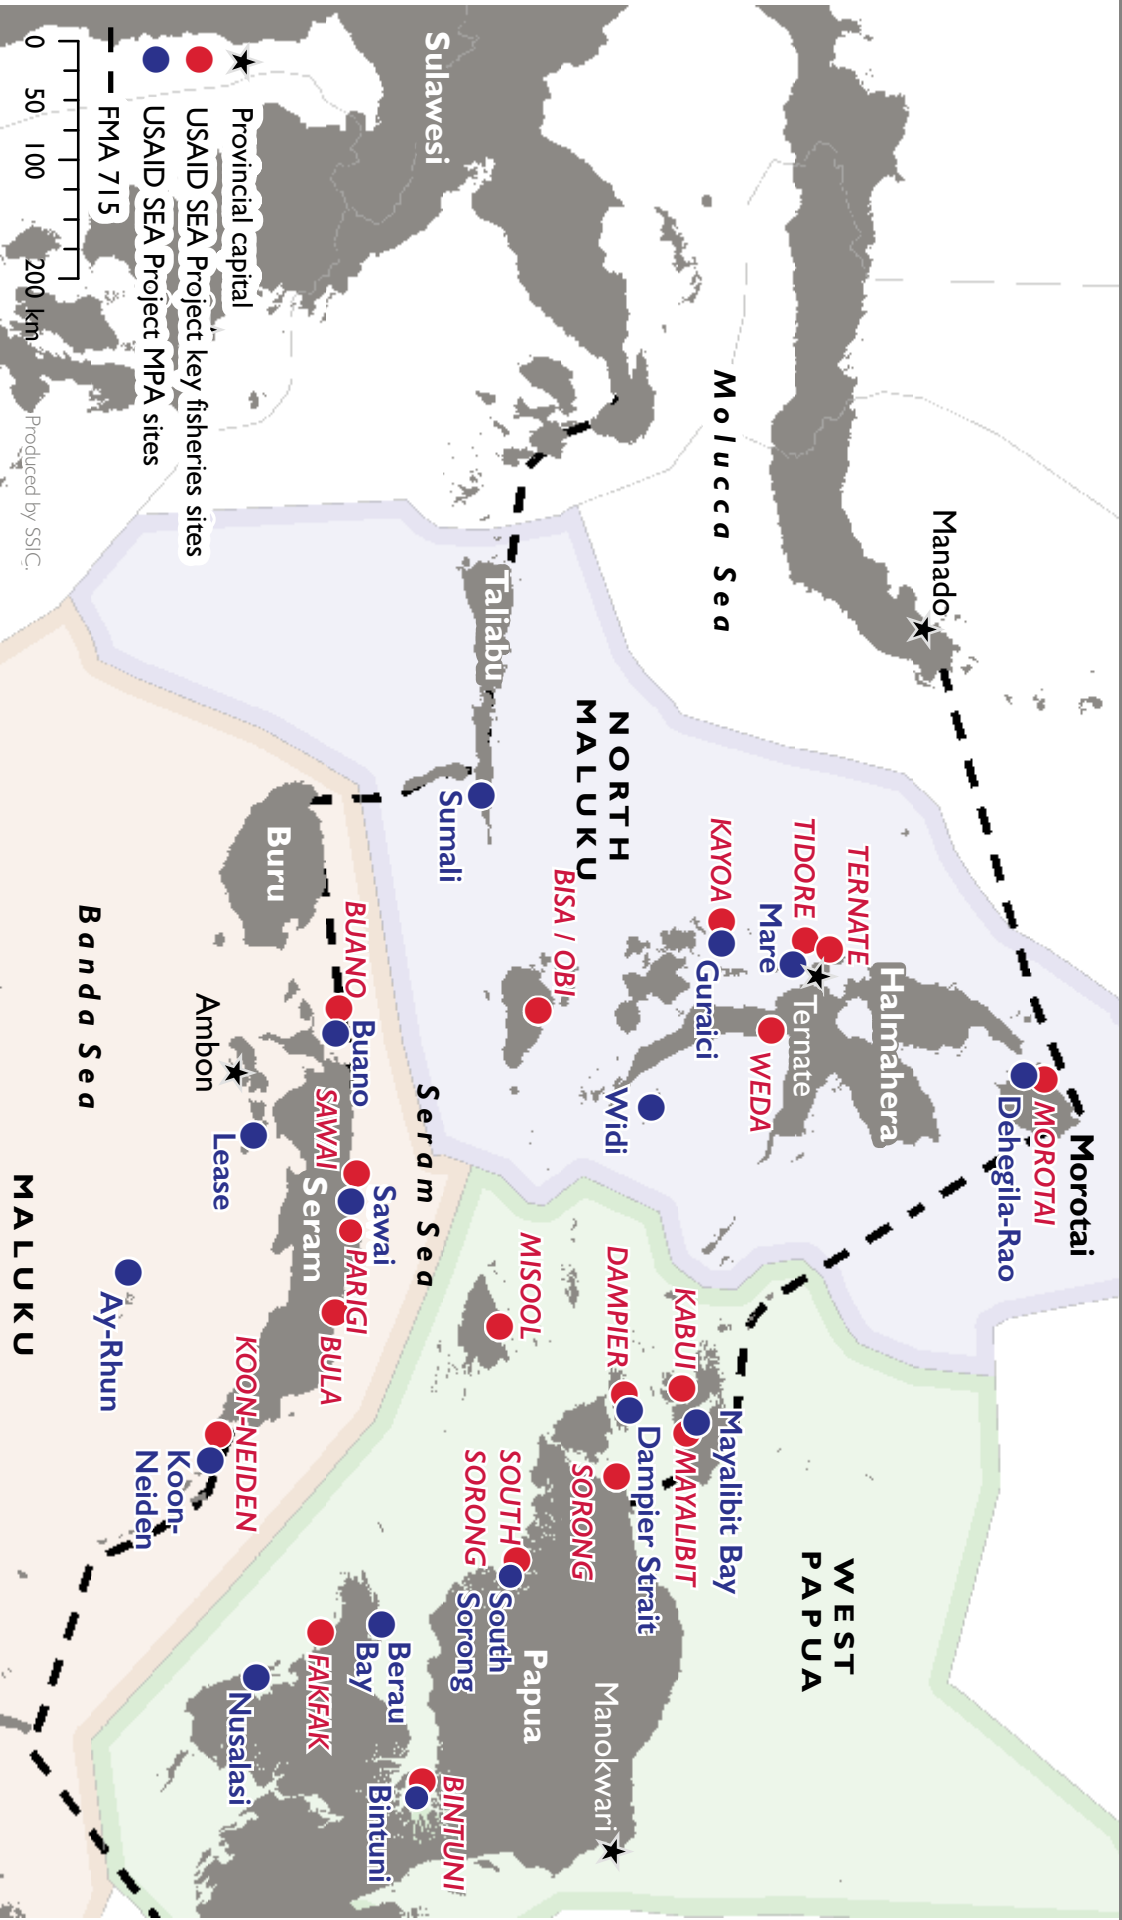 Sulawesi
Molucca Sea
Manado
Morotai
MOROTAI
Dehegila-Rao
Halmahera
TERNATE
TIDORE
Mare
Ternate
KAYOA
Guraici
WEDA
Widi
NORTH
MALUKU
BISA / OBI
Taliabu
Sumali
WEST
PAPUA
KABUI
Mayalibit Bay
MAYALIBIT
DAMPIER
Dampier Strait
SORONG
MISOOL
SOUTH
SORONG
South
Sorong
Papua
Manokwari
Seram Sea
Buru
BUANO
Buano
SAWAI
Sawai
PARIGI
Seram
BULA
Ambon
Lease
KOON-NEIDEN
Koon-
Neiden
Ay-Rhun
Banda Sea
MALUKU
Berau
Bay
FAKFAK
Nusalasi
BINTUNI
Bintuni
Provincial capital
USAID SEA Project key fisheries sites
USAID SEA Project MPA sites
FMA 715
0 50 100 200 km
Produced by SSIC.